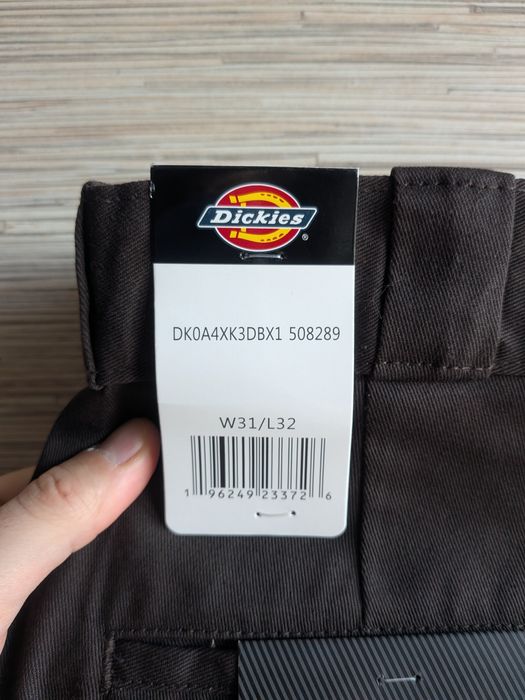 Dickies
®
DK0A4XK3DBX1 508289
W31/L32
1 96249 23372 6